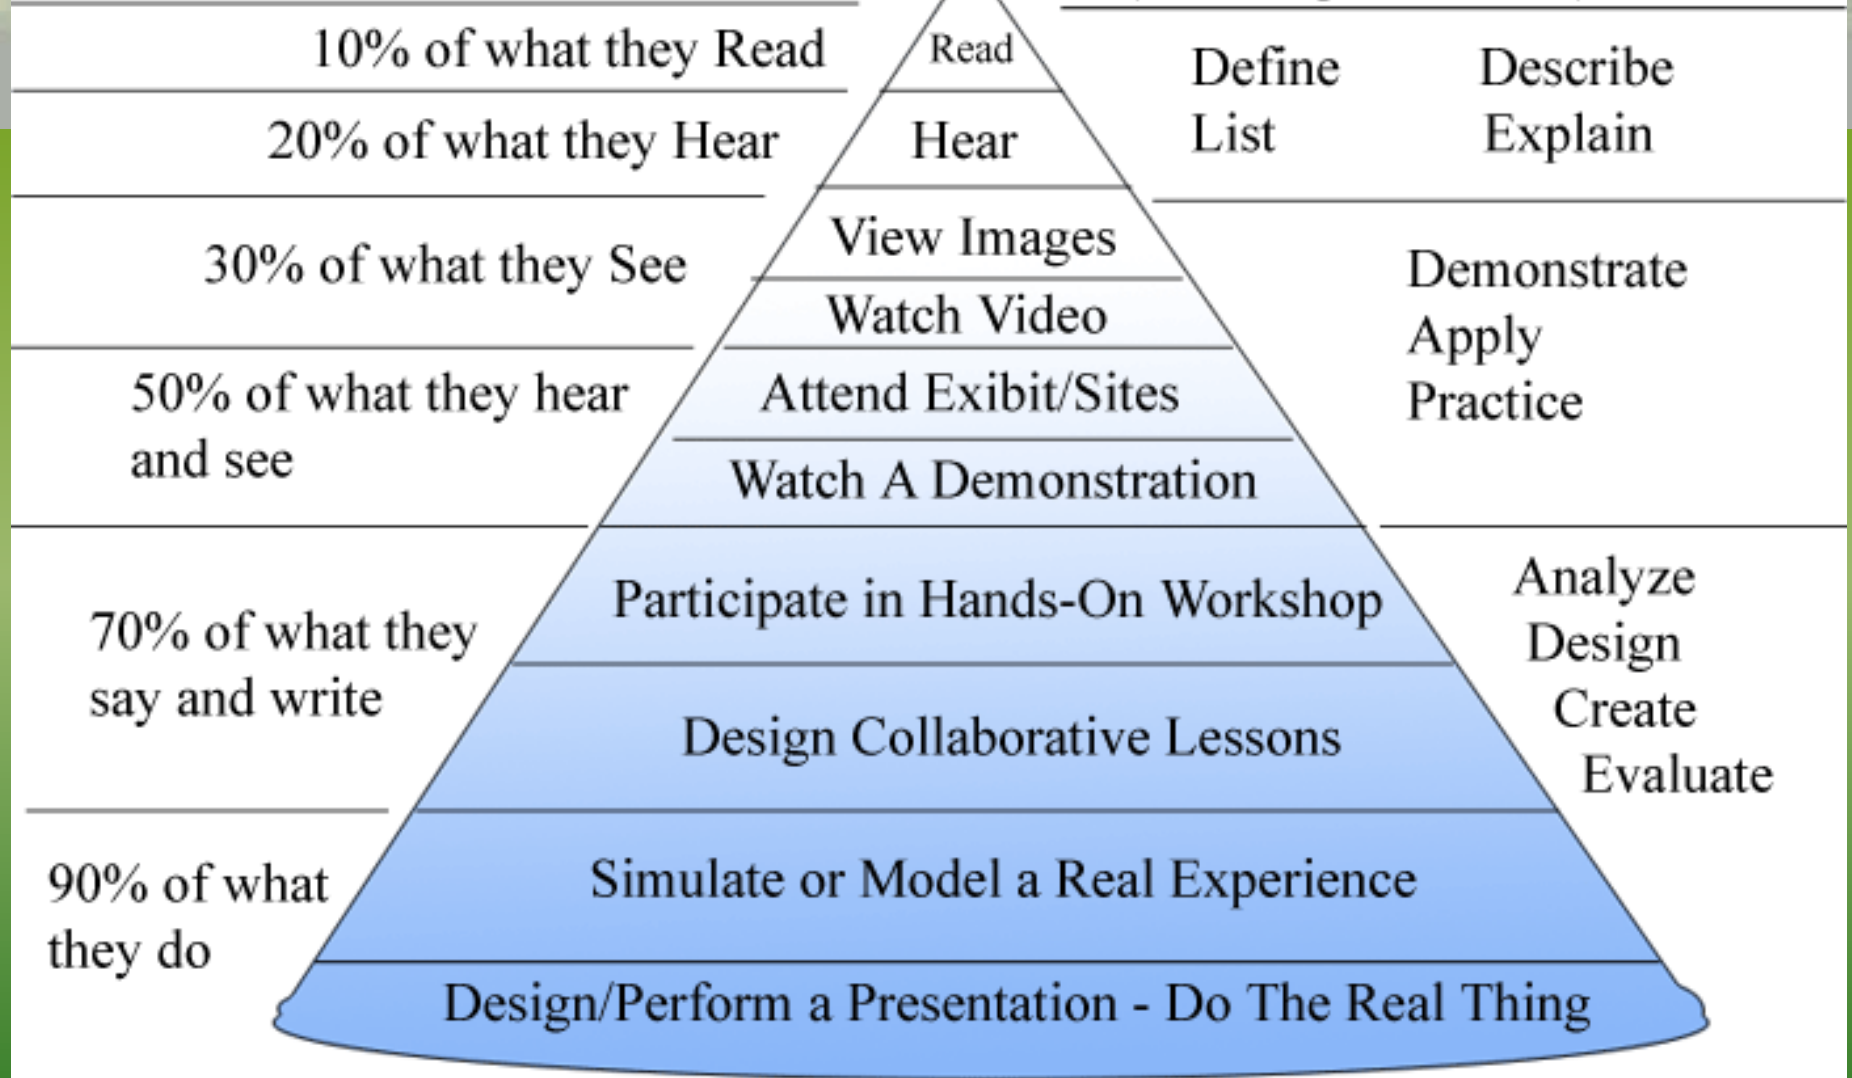 10% of what they Read
Read
Define
Describe
20% of what they Hear
Hear
List
Explain
30% of what they See
View Images
Watch Video
Demonstrate
Apply
Practice
50% of what they hear
and see
Attend Exibit/Sites
Watch A Demonstration
70% of what they
say and write
Participate in Hands-On Workshop
Design Collaborative Lessons
Analyze
Design
Create
Evaluate
90% of what
they do
Simulate or Model a Real Experience
Design/Perform a Presentation - Do The Real Thing